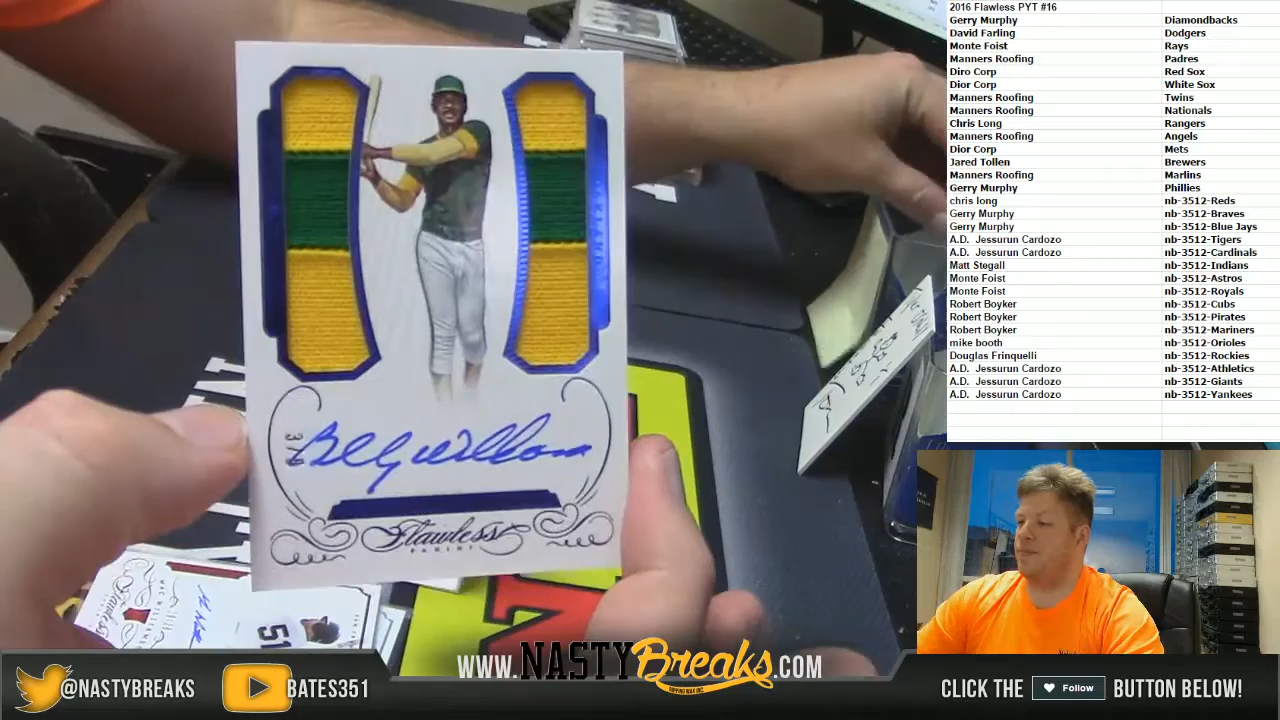 2016 Flawless PYT #16
Gerry Murphy Diamondbacks
David Farling Dodgers
Monte Foist Rays
Manners Roofing Padres
Diro Corp Red Sox
Dior Corp White Sox
Manners Roofing Twins
Manners Roofing Nationals
Chris Long Rangers
Manners Roofing Angels
Dior Corp Mets
Jared Tollen Brewers
Manners Roofing Marlins
Gerry Murphy Phillies
chris long nb-3512-Reds
Gerry Murphy nb-3512-Braves
Gerry Murphy nb-3512-Blue Jays
A.D. Jessurun Cardozo nb-3512-Tigers
A.D. Jessurun Cardozo nb-3512-Cardinals
Matt Stegall nb-3512-Indians
Monte Foist nb-3512-Astros
Monte Foist nb-3512-Royals
Robert Boyker nb-3512-Cubs
Robert Boyker nb-3512-Pirates
Robert Boyker nb-3512-Mariners
mike booth nb-3512-Orioles
Douglas Frinquelli nb-3512-Rockies
A.D. Jessurun Cardozo nb-3512-Athletics
A.D. Jessurun Cardozo nb-3512-Giants
A.D. Jessurun Cardozo nb-3512-Yankees
Billy Williams
Flawless
PANINI
51
@NASTYBREAKS
BATES351
WWW.NASTYBreaks.COM
RIPPING WAX INC.
CLICK THE Follow BUTTON BELOW!